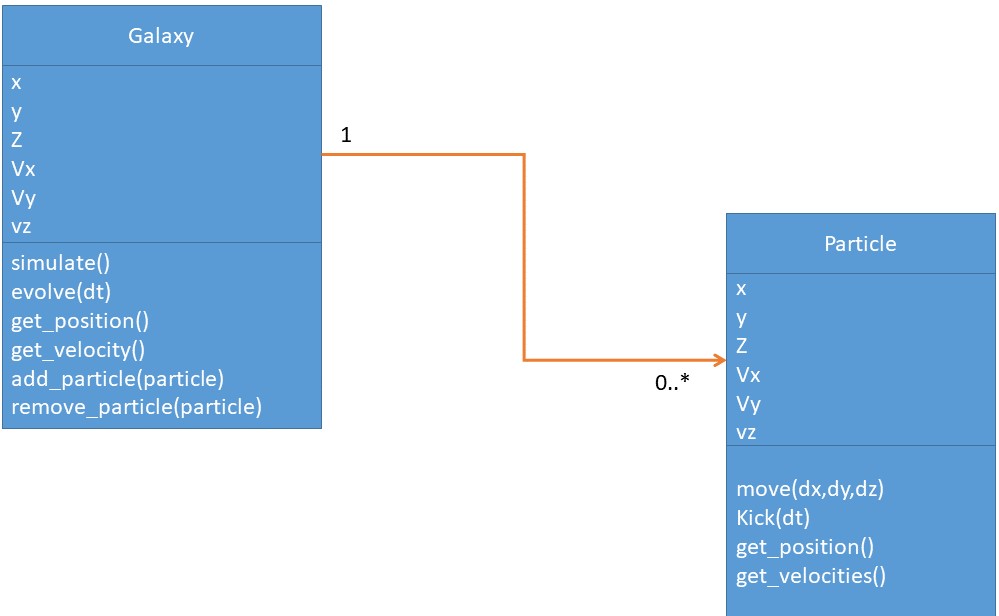 Galaxy
x
y
Z
Vx
Vy
vz
simulate()
evolve(dt)
get_position()
get_velocity()
add_particle(particle)
remove_particle(particle)
1
0..*
Particle
x
y
Z
Vx
Vy
vz
move(dx,dy,dz)
Kick(dt)
get_position()
get_velocities()